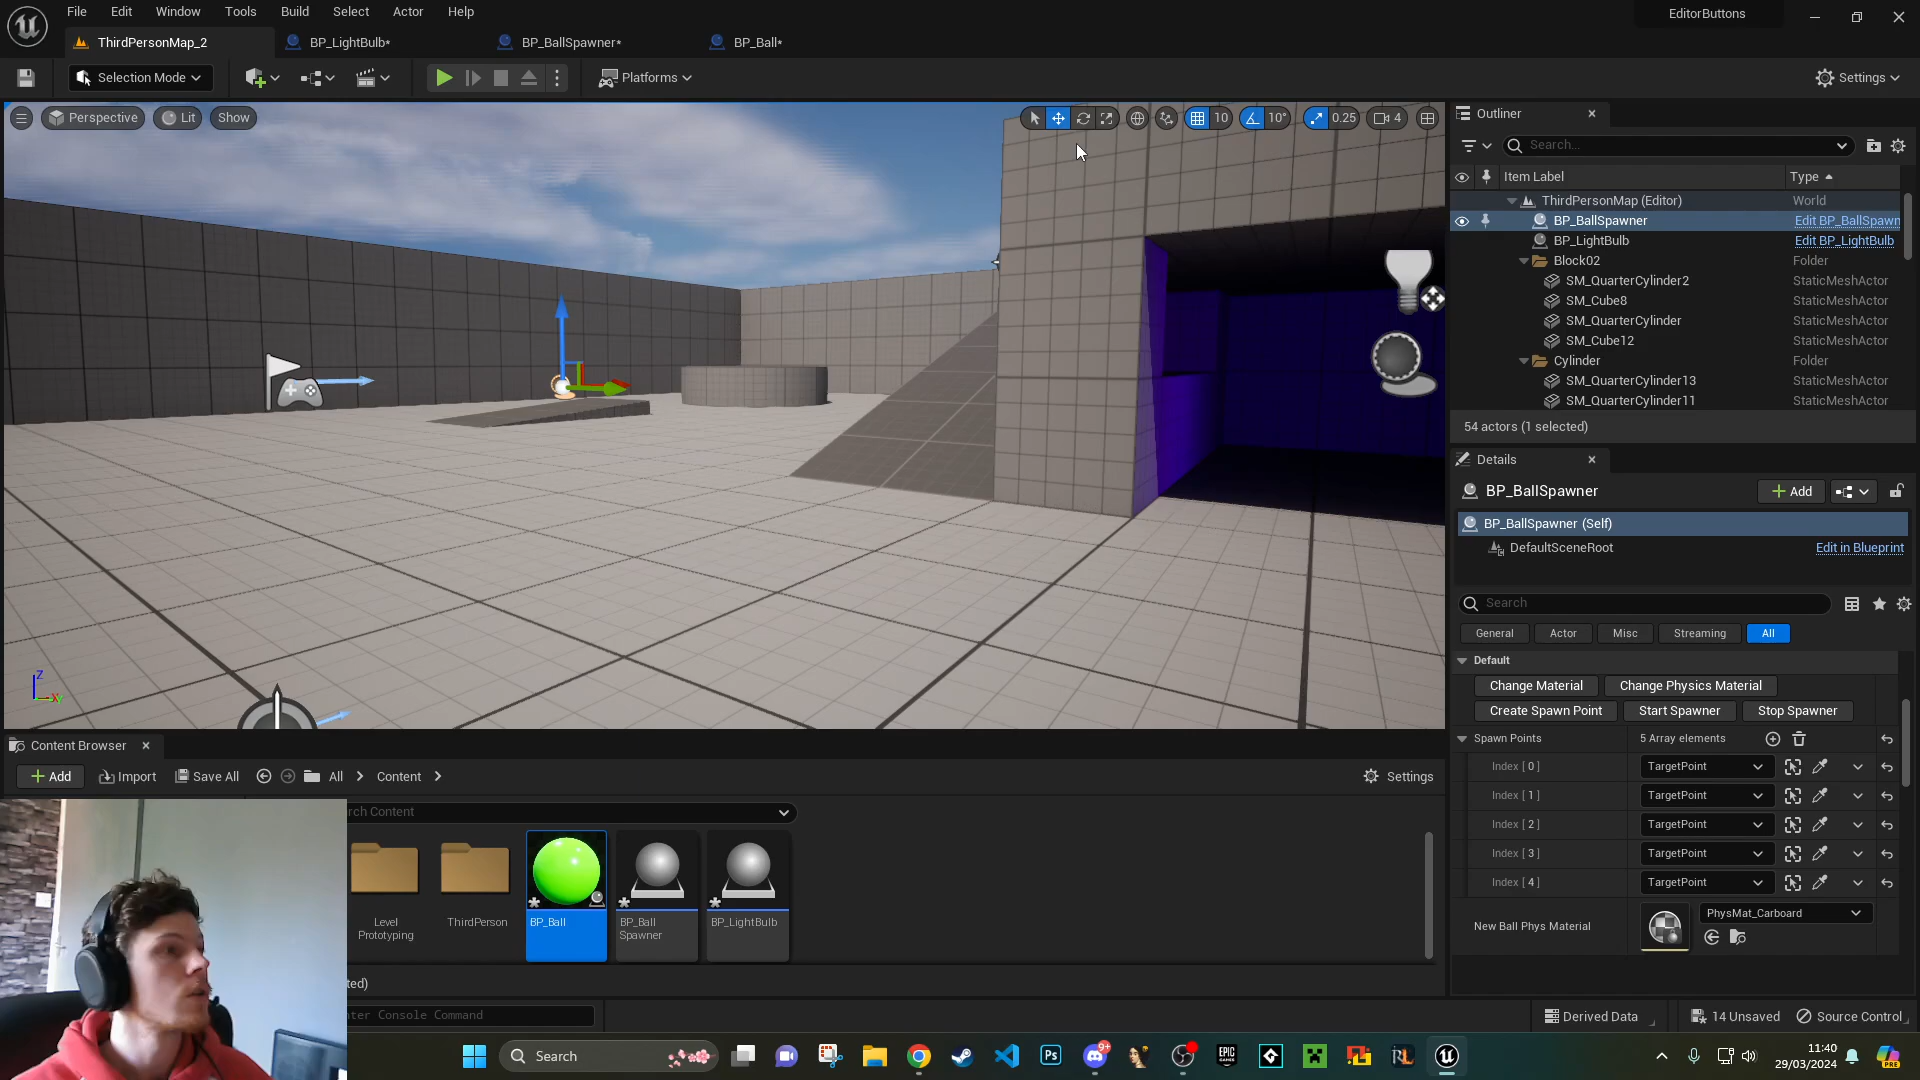 File Edit Window Tools Build Select Actor Help
EditorButtons
ThirdPersonMap_2
BP_LightBulb*
BP_BallSpawner*
BP_Ball*
Selection Mode
Platforms
Settings
Perspective
Lit
Show
10
10°
0.25
4
Outliner
Search...
Item Label
Type
ThirdPersonMap (Editor) World
BP_BallSpawner Edit BP_BallSpawn
BP_LightBulb Edit BP_LightBulb
Block02 Folder
SM_QuarterCylinder2 StaticMeshActor
SM_Cube8 StaticMeshActor
SM_QuarterCylinder StaticMeshActor
SM_Cube12 StaticMeshActor
Cylinder Folder
SM_QuarterCylinder13 StaticMeshActor
SM_QuarterCylinder11 StaticMeshActor
54 actors (1 selected)
Details
BP_BallSpawner
Add
BP_BallSpawner (Self)
DefaultSceneRoot Edit in Blueprint
Search
General Actor Misc Streaming All
Default
Change Material Change Physics Material
Create Spawn Point Start Spawner Stop Spawner
Spawn Points 5 Array elements
Index [ 0 ] TargetPoint
Index [ 1 ] TargetPoint
Index [ 2 ] TargetPoint
Index [ 3 ] TargetPoint
Index [ 4 ] TargetPoint
New Ball Phys Material PhysMat_Carboard
Z
Content Browser
Add Import Save All All Content Settings
rch Content
Level
Prototyping
ThirdPerson
BP_Ball
BP_Ball
Spawner
BP_LightBulb
ted)
nter Console Command
Derived Data
14 Unsaved
Source Control
Search
Ps
9+
EPIC
GAMES
RL
PRE
11:40
29/03/2024